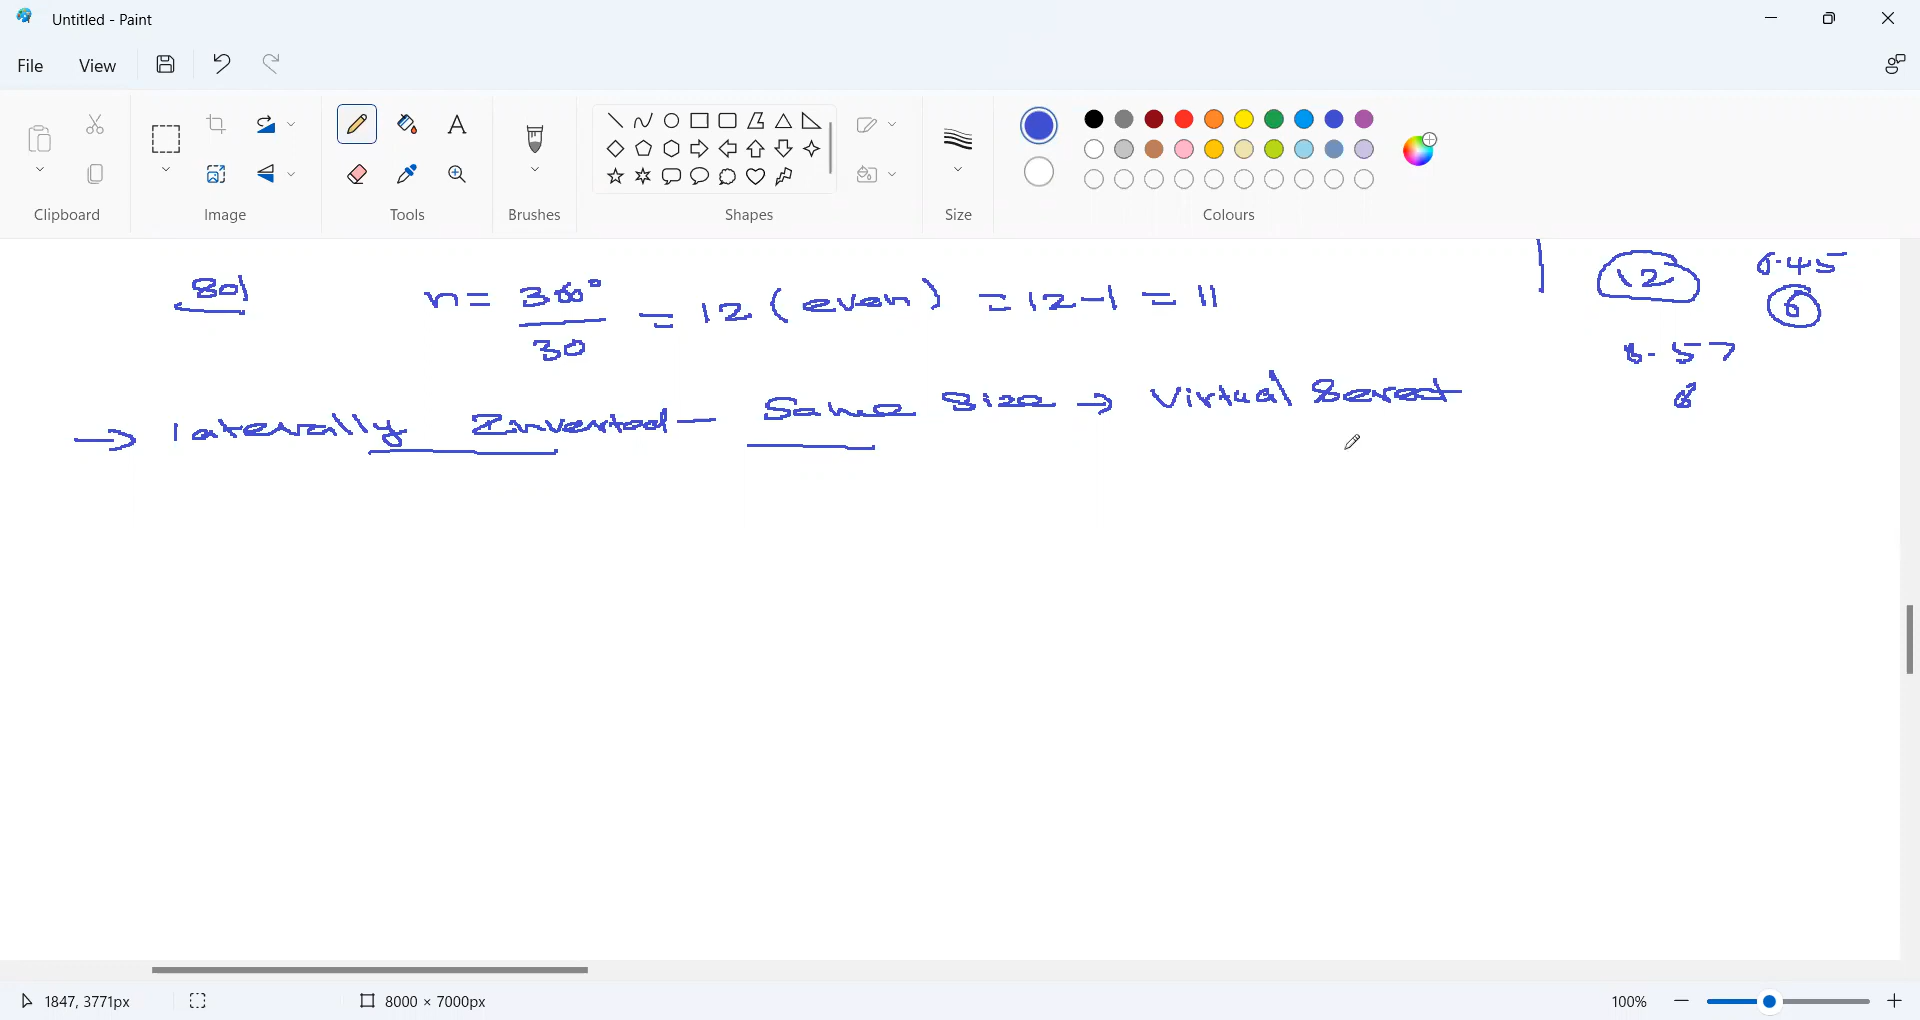 Untitled - Paint
File View
Clipboard Image Tools Brushes Shapes Size Colours
Sol n = 360° / 30 = 12 (even) = 12-1 = 11
12 6.45
6
8.57
8
→ laterally Inverted — Same Size → Virtual & erect
1847, 3771px 8000 × 7000px 100%